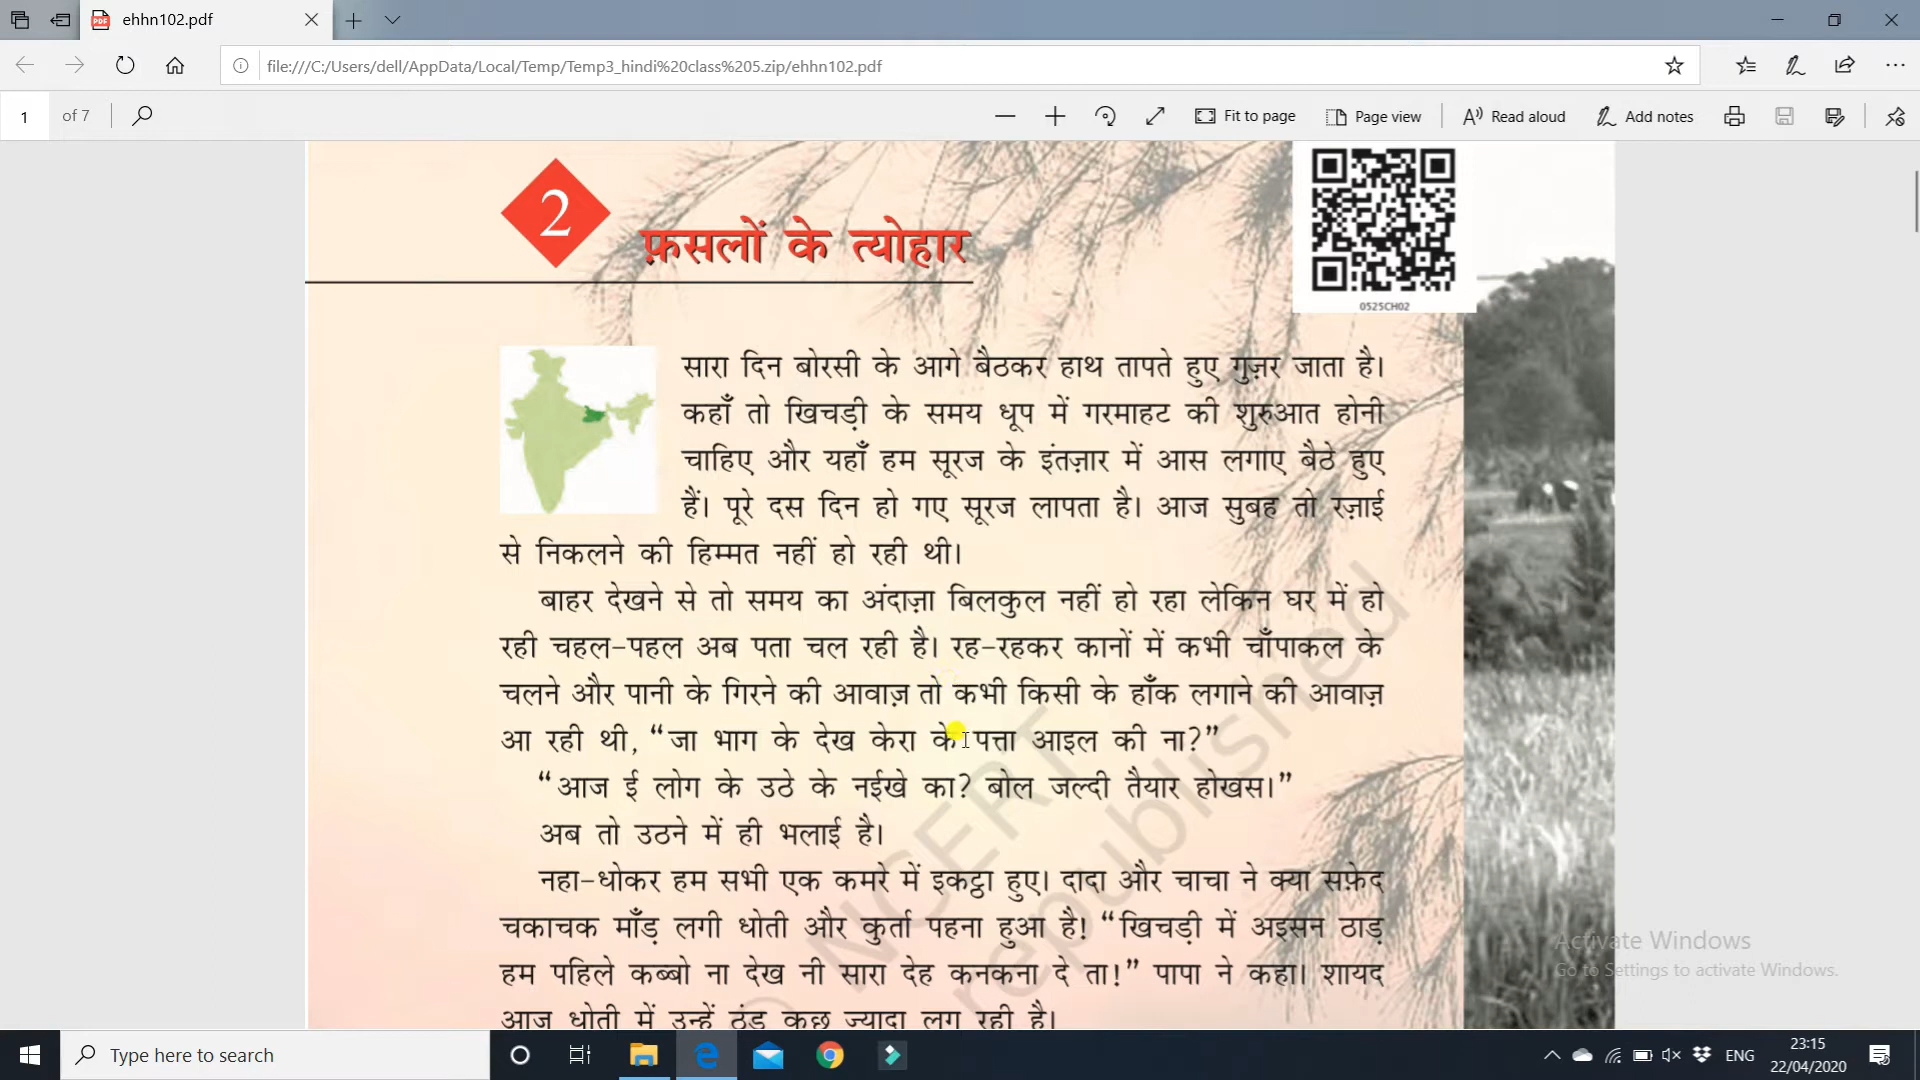 ehhn102.pdf
file:///C:/Users/dell/AppData/Local/Temp/Temp3_hindi%20class%205.zip/ehhn102.pdf
1 of 7 Fit to page Page view Read aloud Add notes
2 फ़सलों के त्योहार
0525CH02
सारा दिन बोरसी के आगे बैठकर हाथ तापते हुए गुज़र जाता है।
कहाँ तो खिचड़ी के समय धूप में गरमाहट की शुरुआत होनी
चाहिए और यहाँ हम सूरज के इंतज़ार में आस लगाए बैठे हुए
हैं। पूरे दस दिन हो गए सूरज लापता है। आज सुबह तो रज़ाई
से निकलने की हिम्मत नहीं हो रही थी।
बाहर देखने से तो समय का अंदाज़ा बिलकुल नहीं हो रहा लेकिन घर में हो
रही चहल-पहल अब पता चल रही है। रह-रहकर कानों में कभी चाँपाकल के
चलने और पानी के गिरने की आवाज़ तो कभी किसी के हाँक लगाने की आवाज़
आ रही थी, “जा भाग के देख केरा के पत्ता आइल की ना?”
“आज ई लोग के उठे के नईखे का? बोल जल्दी तैयार होखस।”
अब तो उठने में ही भलाई है।
नहा-धोकर हम सभी एक कमरे में इकट्ठा हुए। दादा और चाचा ने क्या सफ़ेद
चकाचक माँड़ लगी धोती और कुर्ता पहना हुआ है! “खिचड़ी में अइसन ठाड़
हम पहिले कब्बो ना देख नी सारा देह कनकना दे ता!” पापा ने कहा। शायद
आज धोती में उन्हें ठंड कुछ ज्यादा लग रही है।
© NCERT
republished
Activate Windows
Go to Settings to activate Windows.
Type here to search
ENG
23:15
22/04/2020